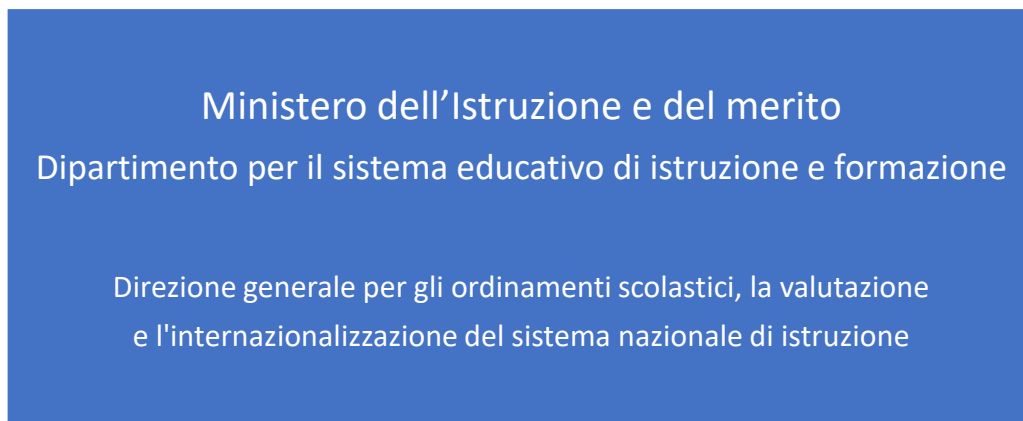 Ministero dell’Istruzione e del merito
Dipartimento per il sistema educativo di istruzione e formazione
Direzione generale per gli ordinamenti scolastici, la valutazione
e l'internazionalizzazione del sistema nazionale di istruzione